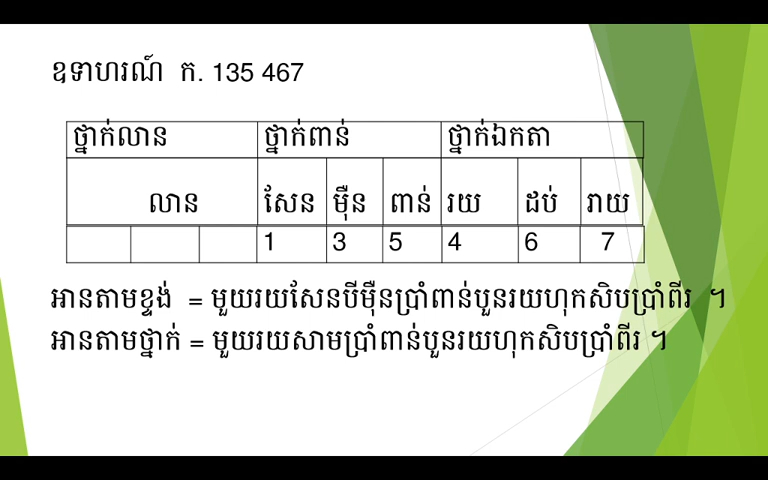 ឧទាហរណ៍ ក. 135 467
ថ្នាក់លាន ថ្នាក់ពាន់ ថ្នាក់ឯកតា
លាន សែន ម៉ឺន ពាន់ រយ ដប់ រាយ
1 3 5 4 6 7
អានតាមខ្ទង់ = មួយរយសែនបីម៉ឺនប្រាំពាន់បួនរយហុកសិបប្រាំពីរ ។
អានតាមថ្នាក់ = មួយរយសាមប្រាំពាន់បួនរយហុកសិបប្រាំពីរ ។